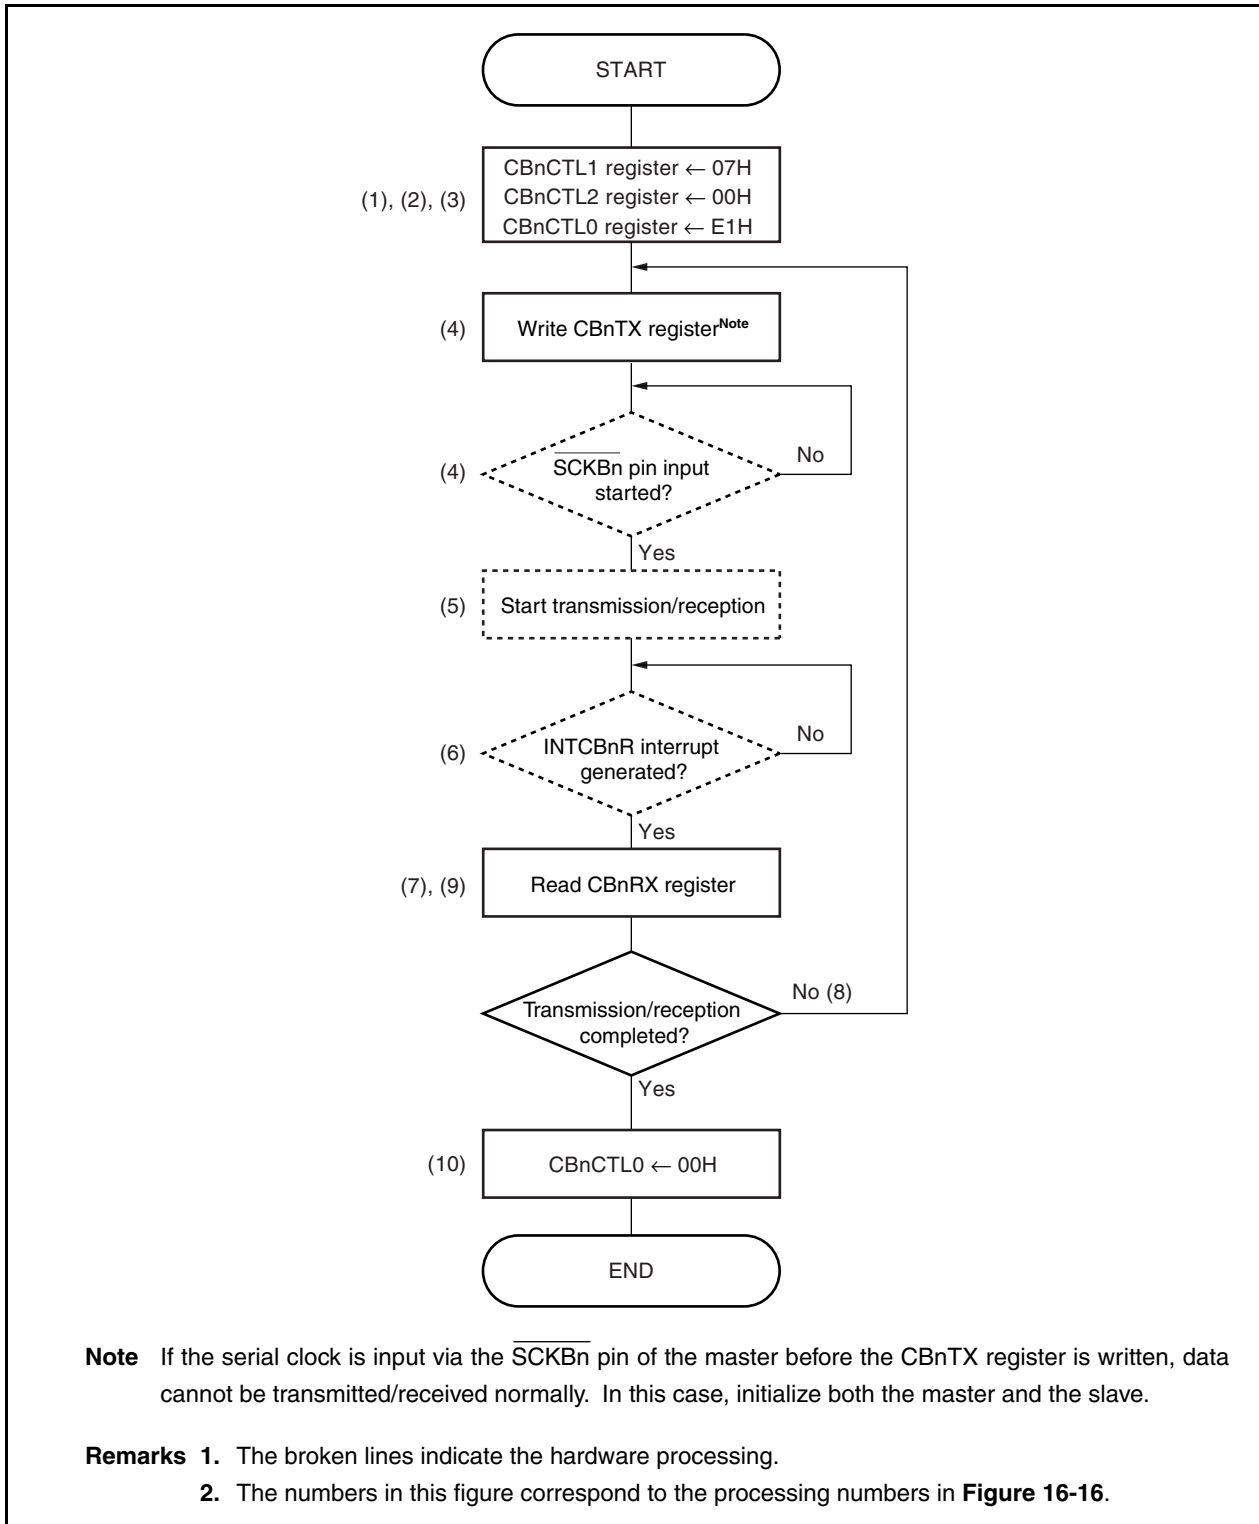 START
(1), (2), (3)
CBnCTL1 register ← 07H
CBnCTL2 register ← 00H
CBnCTL0 register ← E1H
(4)
Write CBnTX registerNote
(4)
SCKBn pin input
started?
No
Yes
(5)
Start transmission/reception
(6)
INTCBnR interrupt
generated?
No
Yes
(7), (9)
Read CBnRX register
Transmission/reception
completed?
No (8)
Yes
(10)
CBnCTL0 ← 00H
END
Note If the serial clock is input via the SCKBn pin of the master before the CBnTX register is written, data
cannot be transmitted/received normally. In this case, initialize both the master and the slave.
Remarks 1. The broken lines indicate the hardware processing.
2. The numbers in this figure correspond to the processing numbers in Figure 16-16.